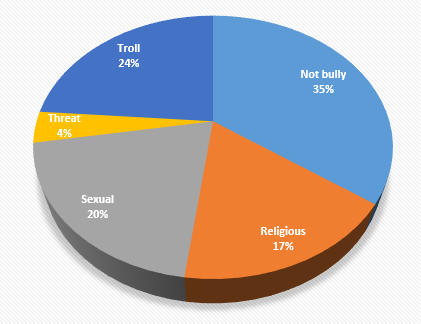 Troll
24%
Not bully
35%
Threat
4%
Sexual
20%
Religious
17%